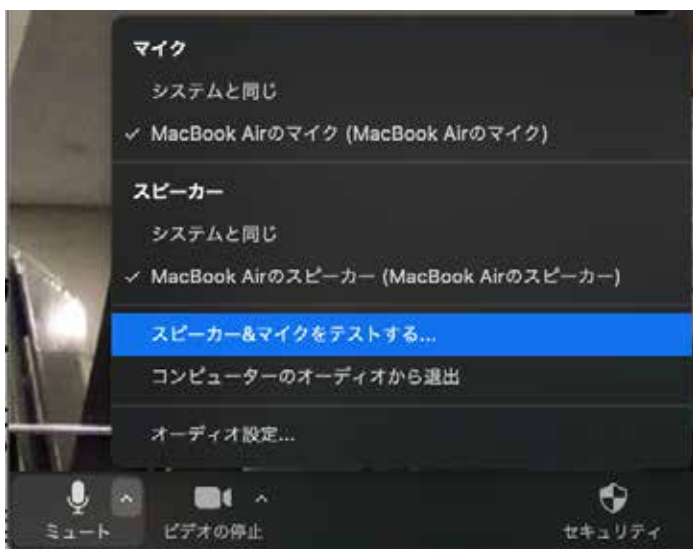 マイク
システムと同じ
✓ MacBook Airのマイク (MacBook Airのマイク)
スピーカー
システムと同じ
✓ MacBook Airのスピーカー (MacBook Airのスピーカー)
スピーカー&マイクをテストする...
コンピューターのオーディオから退出
オーディオ設定...
ミュート ビデオの停止 セキュリティ